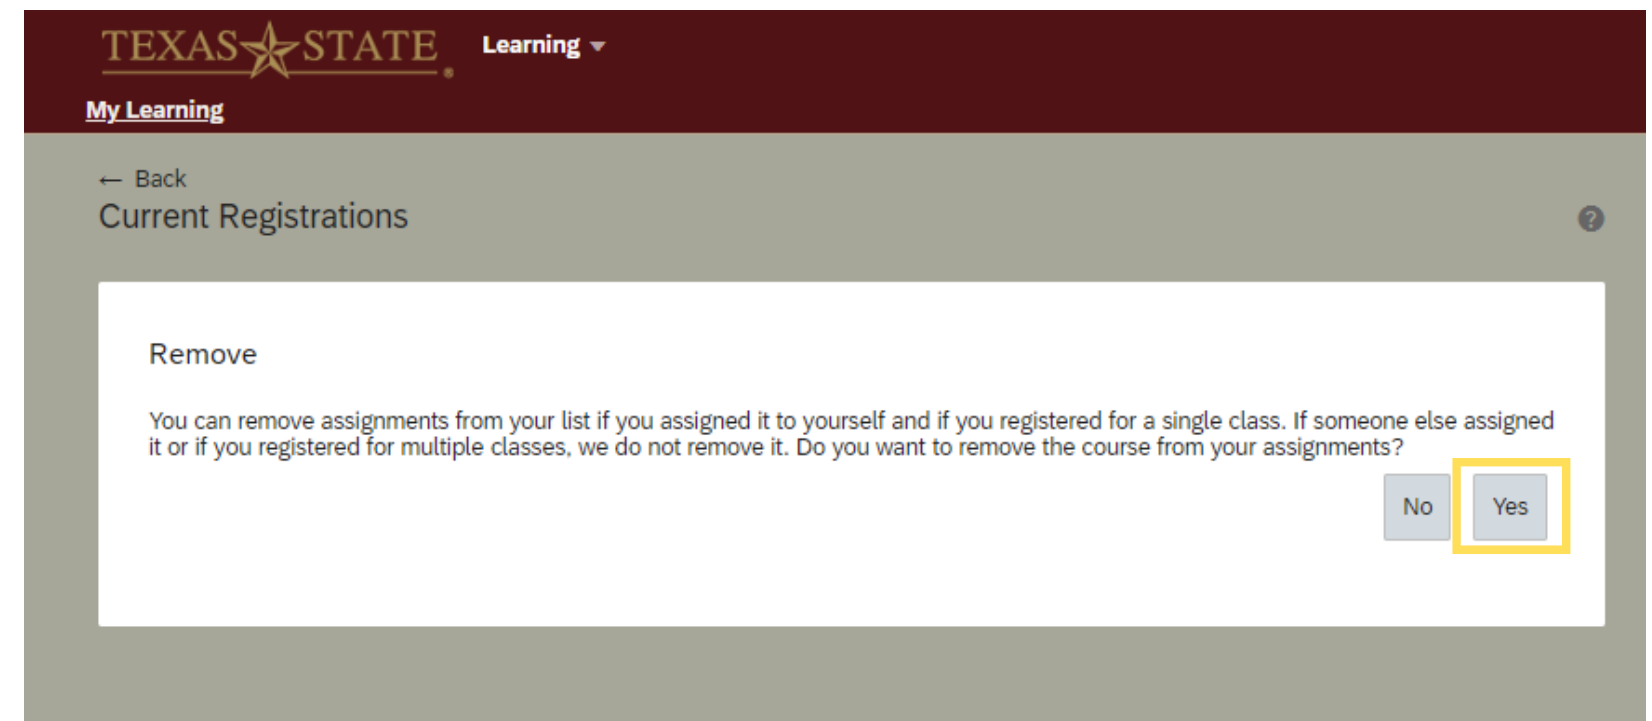 TEXAS STATE ®
Learning
My Learning
← Back
Current Registrations
?
Remove
You can remove assignments from your list if you assigned it to yourself and if you registered for a single class. If someone else assigned
it or if you registered for multiple classes, we do not remove it. Do you want to remove the course from your assignments?
No Yes